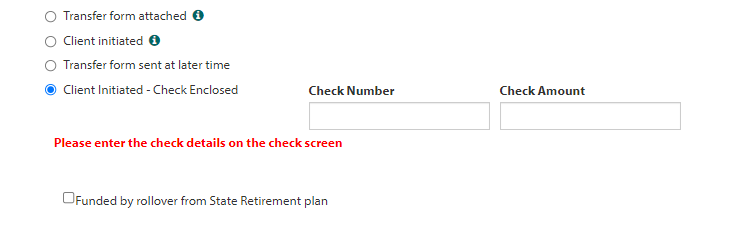 Transfer form attached
Client initiated
Transfer form sent at later time
Client Initiated - Check Enclosed
Check Number
Check Amount
Please enter the check details on the check screen
Funded by rollover from State Retirement plan